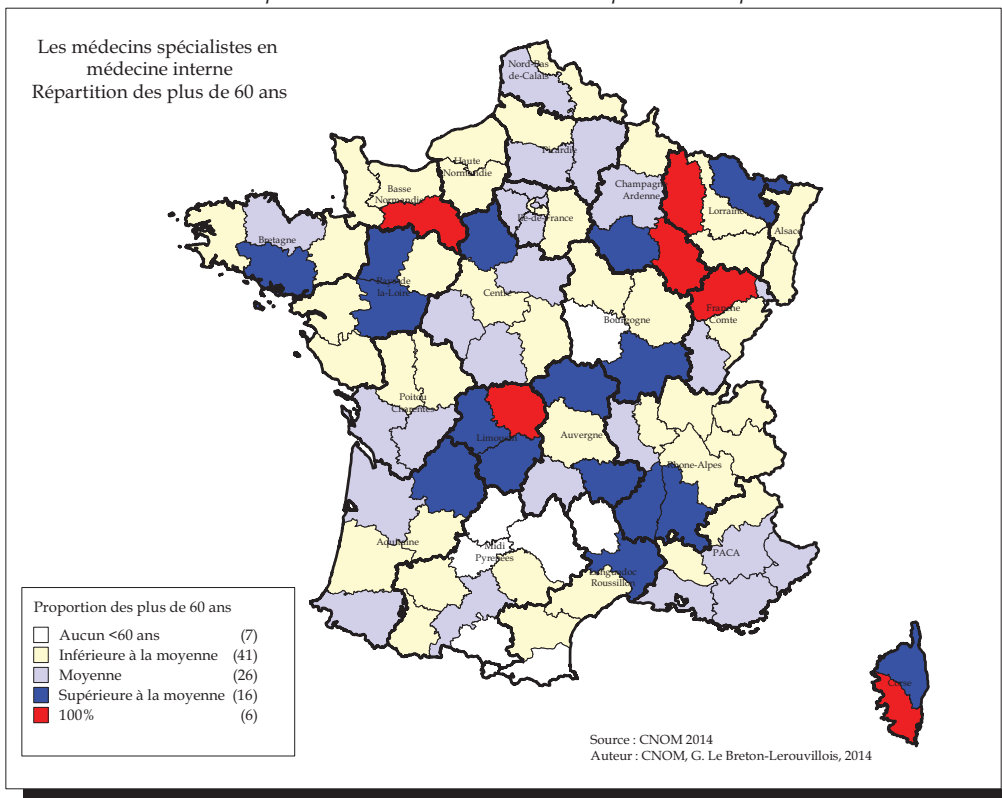 Les médecins spécialistes en
médecine interne
Répartition des plus de 60 ans
Nord-Pas
de-Calais
Picardie
Haute
Normandie
Basse
Normandie
Champagne
Ardenne
Lorraine
Alsace
Ile-de-France
Bretagne
Pays de
la-Loire
Centre
Bourgogne
Franche
Comte
Poitou
Charentes
Limousin
Auvergne
Rhone-Alpes
Aquitaine
Midi
Pyrenées
PACA
Languedoc
Roussillon
Corse
Proportion des plus de 60 ans
Aucun <60 ans (7)
Inférieure à la moyenne (41)
Moyenne (26)
Supérieure à la moyenne (16)
100% (6)
Source : CNOM 2014
Auteur : CNOM, G. Le Breton-Lerouvillois, 2014